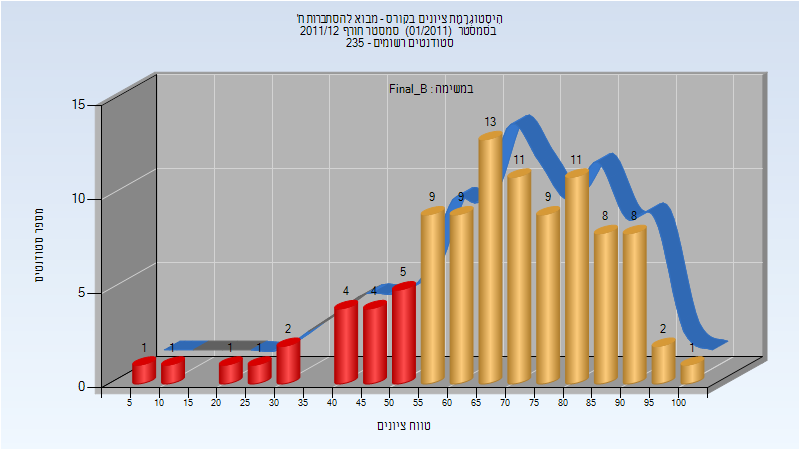 היסטוגרמת ציונים בקורס - מבוא להסתברות ח'
בסמסטר (01/2011) סמסטר חורף 2011/12
סטודנטים רשומים - 235
במשימה : Final_B
15
10
5
0
מספר סטודנטים
1 1 1 1 2 4 4 5 9 9 13 11 9 11 8 8 2 1
5 10 15 20 25 30 35 40 45 50 55 60 65 70 75 80 85 90 95 100
טווח ציונים